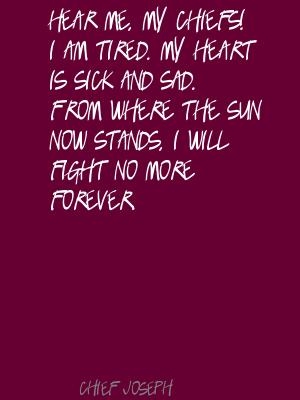 HEAR ME, MY CHIEFS!
I AM TIRED. MY HEART
IS SICK AND SAD.
FROM WHERE THE SUN
NOW STANDS, I WILL
FIGHT NO MORE
FOREVER.
CHIEF JOSEPH